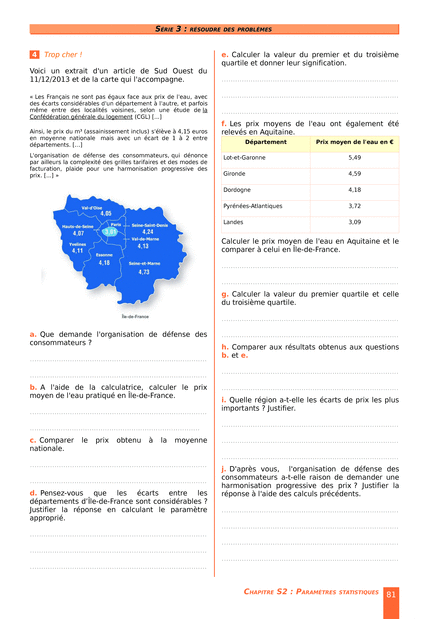 SÉRIE 3 : RÉSOUDRE DES PROBLÈMES
4 Trop cher !
Voici un extrait d'un article de Sud Ouest du
11/12/2013 et de la carte qui l'accompagne.
« Les Français ne sont pas égaux face aux prix de l'eau, avec
des écarts considérables d'un département à l'autre, et parfois
même entre des localités voisines, selon une étude de la
Confédération générale du logement (CGL) [...]
Ainsi, le prix du m³ (assainissement inclus) s'élève à 4,15 euros
en moyenne nationale mais avec un écart de 1 à 2 entre
départements. [...]
L'organisation de défense des consommateurs, qui dénonce
par ailleurs la complexité des grilles tarifaires et des modes de
facturation, plaide pour une harmonisation progressive des
prix. [...] »
Val-d'Oise
4,05
Hauts-de-Seine
4,07
Paris
Seine-Saint-Denis
4,24
Val-de-Marne
4,13
Yvelines
4,11
Essonne
4,18
Seine-et-Marne
4,73
Île-de-France
a. Que demande l'organisation de défense des
consommateurs ?
b. A l'aide de la calculatrice, calculer le prix
moyen de l'eau pratiqué en Île-de-France.
c. Comparer le prix obtenu à la moyenne
nationale.
d. Pensez-vous que les écarts entre les
départements d'Île-de-France sont considérables ?
Justifier la réponse en calculant le paramètre
approprié.
e. Calculer la valeur du premier et du troisième
quartile et donner leur signification.
f. Les prix moyens de l'eau ont également été
relevés en Aquitaine.
Département Prix moyen de l'eau en €
Lot-et-Garonne 5,49
Gironde 4,59
Dordogne 4,18
Pyrénées-Atlantiques 3,72
Landes 3,09
Calculer le prix moyen de l'eau en Aquitaine et le
comparer à celui en Île-de-France.
g. Calculer la valeur du premier quartile et celle
du troisième quartile.
h. Comparer aux résultats obtenus aux questions
b. et e.
i. Quelle région a-t-elle les écarts de prix les plus
importants ? Justifier.
j. D'après vous, l'organisation de défense des
consommateurs a-t-elle raison de demander une
harmonisation progressive des prix ? Justifier la
réponse à l'aide des calculs précédents.
CHAPITRE S2 : PARAMÈTRES STATISTIQUES 81